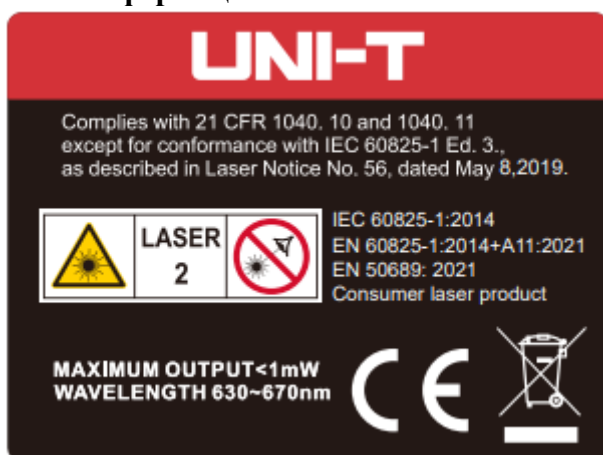 UNI-T
Complies with 21 CFR 1040. 10 and 1040. 11
except for conformance with IEC 60825-1 Ed. 3.,
as described in Laser Notice No. 56, dated May 8,2019.
LASER
2
IEC 60825-1:2014
EN 60825-1:2014+A11:2021
EN 50689: 2021
Consumer laser product
MAXIMUM OUTPUT<1mW
WAVELENGTH 630~670nm
CE